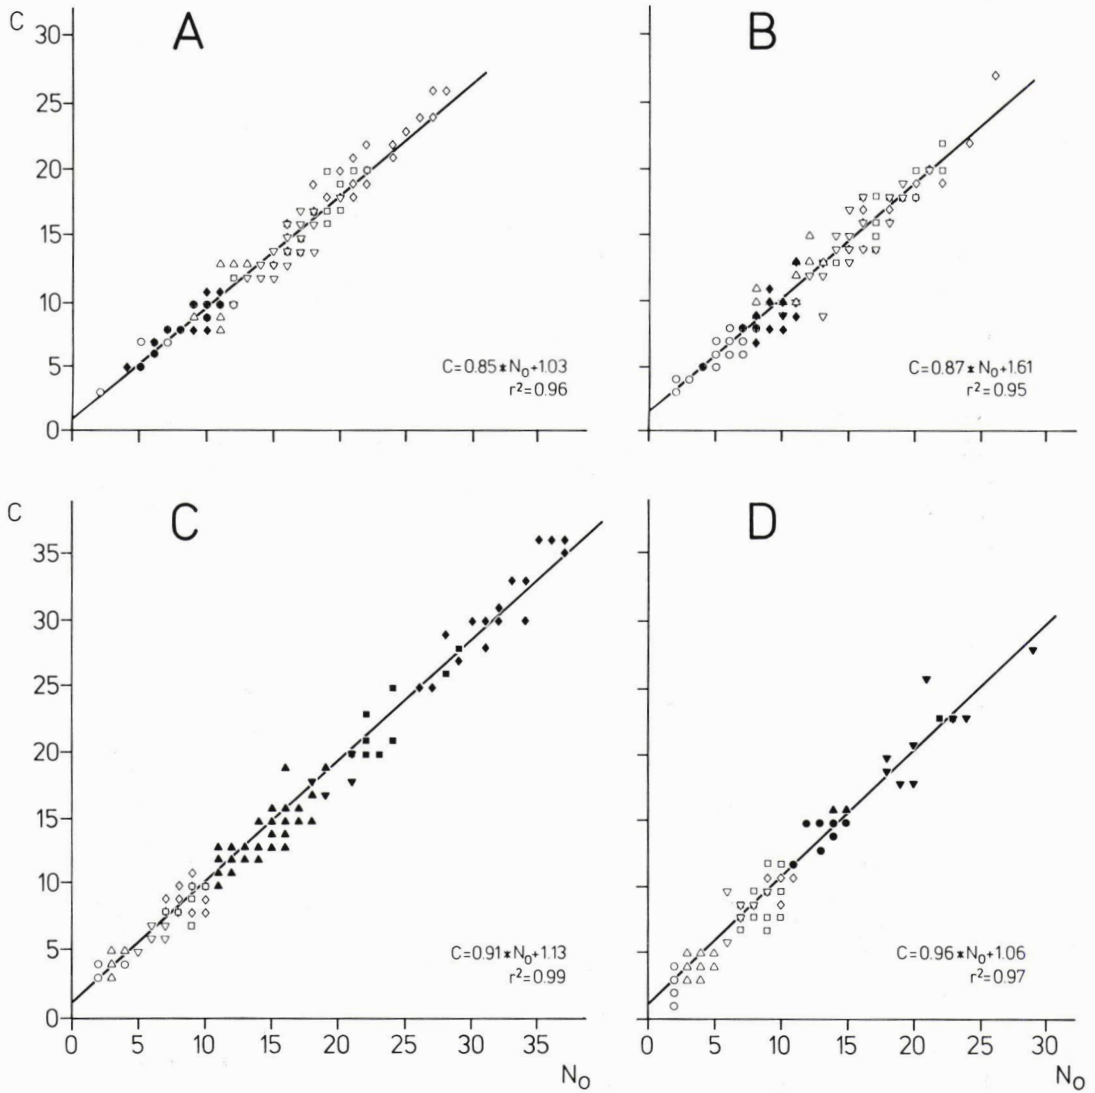 C
A
30
25
20
15
10
5
0
C=0.85*N₀+1.03
r²=0.96
B
C=0.87*N₀+1.61
r²=0.95
C
C
35
30
25
20
15
10
5
0
C=0.91*N₀+1.13
r²=0.99
0 5 10 15 20 25 30 35
N₀
D
C=0.96*N₀+1.06
r²=0.97
0 5 10 15 20 25 30
N₀